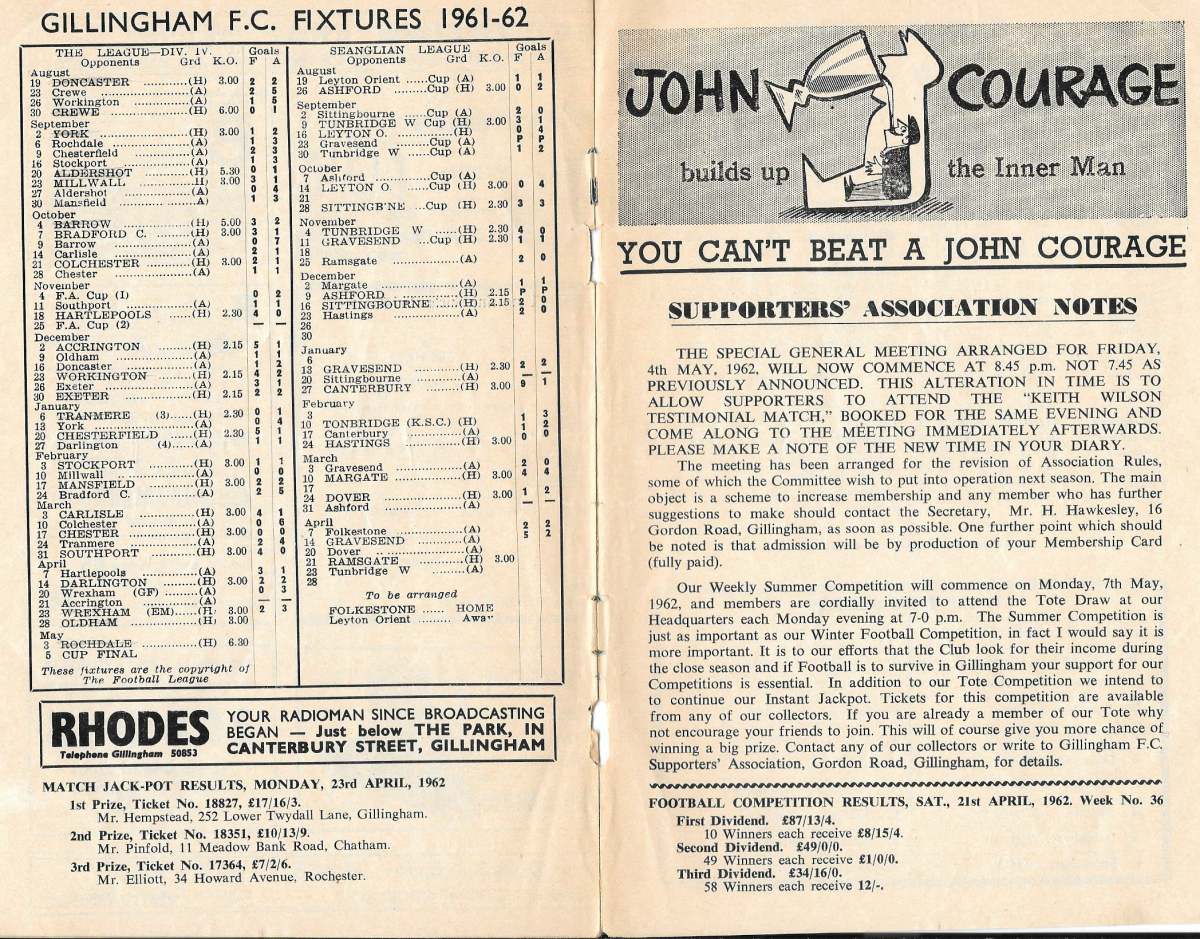 GILLINGHAM F.C. FIXTURES 1961-62
THE LEAGUE—DIV. IV. Goals
Opponents Grd K.O. F A
August
19 DONCASTER (H) 3.00 2 2
23 Crewe (A) 2 5
26 Workington (A) 1 5
30 CREWE (H) 6.00 0 1
September
2 YORK (H) 3.00 1 2
6 Rochdale (A) 1 3
9 Chesterfield (A) 2 3
16 Stockport (A) 1 3
20 ALDERSHOT (H) 5.30 0 1
23 MILLWALL (H) 3.00 3 1
27 Aldershot (A) 0 4
30 Mansfield (A) 1 3
October
4 BARROW (H) 5.00 3 2
7 BRADFORD C. (H) 3.00 3 1
9 Barrow (A) 0 7
14 Carlisle (A) 2 1
21 COLCHESTER (H) 3.00 2 1
28 Chester (A) 1 1
November
4 F.A. Cup (1) 0 2
11 Southport (A) 1 1
18 HARTLEPOOLS (H) 2.30 4 0
25 F.A. Cup (2) — —
December
2 ACCRINGTON (H) 2.15 5 1
9 Oldham (A) 1 1
16 Doncaster (A) 1 2
23 WORKINGTON (H) 2.15 4 2
26 Exeter (A) 3 1
30 EXETER (H) 2.15 2 2
January
6 TRANMERE (3) (H) 2.30 0 1
13 York (A) 0 4
20 CHESTERFIELD (H) 2.30 5 1
27 Darlington (4) (A) 1 1
February
3 STOCKPORT (H) 3.00 1 1
10 Millwall (A) 0 0
17 MANSFIELD (H) 3.00 2 2
24 Bradford C. (A) 2 5
March
3 CARLISLE (H) 3.00 4 1
10 Colchester (A) 0 6
17 CHESTER (H) 3.00 0 0
24 Tranmere (A) 2 4
31 SOUTHPORT (H) 3.00 4 0
April
7 Hartlepools (A) 3 1
14 DARLINGTON (H) 3.00 2 2
20 Wrexham (GF) (A) 0 3
21 Accrington (A) — —
23 WREXHAM (EM) (H) 3.00 2 3
28 OLDHAM (H) 3.00
May
3 ROCHDALE (H) 6.30
5 CUP FINAL
These fixtures are the copyright of
The Football League
SEANGLIAN LEAGUE Goals
Opponents Grd K.O. F A
August
19 Leyton Orient ......Cup (A) 1 1
26 ASHFORD .........Cup (H) 3.00 0 2
September
2 Sittingbourne .....Cup (A) 2 0
9 TUNBRIDGE W Cup (H) 3.00 3 1
16 LEYTON O. (H) 0 4
23 Gravesend .........Cup (A) P P
30 Tunbridge W .....Cup (A) 1 2
October
7 Ashford ............Cup (A)
14 LEYTON O. ......Cup (H) 3.00 0 4
21
28 SITTINGB'NE ...Cup (H) 2.30 3 3
November
4 TUNBRIDGE W (H) 2.30 4 0
11 GRAVESEND ...Cup (H) 2.30 1 1
18
25 Ramsgate (A) 2 0
December
2 Margate (A) 1 1
9 ASHFORD (H) 2.15 P P
16 SITTINGBOURNE (H) 2.15 2 0
23 Hastings (A) 2 0
26
30
January
6
13 GRAVESEND (H) 2.30 2 2
20 Sittingbourne (A) — —
27 CANTERBURY (H) 3.00 9 1
February
3 1 3
10 TONBRIDGE (K.S.C.) (H) 1 2
17 Canterbury (A) 0 0
24 HASTINGS (H) 3.00
March
3 Gravesend (A) 2 0
10 MARGATE (H) 3.00 4 4
17
24 DOVER (H) 3.00 1 2
31 Ashford (A) — —
April
7 Folkestone (A) 2 2
14 GRAVESEND (A) 5 2
20 Dover (A)
21 RAMSGATE (H) 3.00
23 Tunbridge W (A)
28
To be arranged
FOLKESTONE ...... HOME
Leyton Orient ........ Away
RHODES
Telephone Gillingham 50853
YOUR RADIOMAN SINCE BROADCASTING
BEGAN — Just below THE PARK, IN
CANTERBURY STREET, GILLINGHAM
MATCH JACK-POT RESULTS, MONDAY, 23rd APRIL, 1962
1st Prize, Ticket No. 18827, £17/16/3.
Mr. Hempstead, 252 Lower Twydall Lane, Gillingham.
2nd Prize, Ticket No. 18351, £10/13/9.
Mr. Pinfold, 11 Meadow Bank Road, Chatham.
3rd Prize, Ticket No. 17364, £7/2/6.
Mr. Elliott, 34 Howard Avenue, Rochester.
JOHN COURAGE
builds up the Inner Man
YOU CAN'T BEAT A JOHN COURAGE
SUPPORTERS' ASSOCIATION NOTES
THE SPECIAL GENERAL MEETING ARRANGED FOR FRIDAY,
4th MAY, 1962, WILL NOW COMMENCE AT 8.45 p.m. NOT 7.45 AS
PREVIOUSLY ANNOUNCED. THIS ALTERATION IN TIME IS TO
ALLOW SUPPORTERS TO ATTEND THE "KEITH WILSON
TESTIMONIAL MATCH," BOOKED FOR THE SAME EVENING AND
COME ALONG TO THE MEETING IMMEDIATELY AFTERWARDS.
PLEASE MAKE A NOTE OF THE NEW TIME IN YOUR DIARY.
The meeting has been arranged for the revision of Association Rules,
some of which the Committee wish to put into operation next season. The main
object is a scheme to increase membership and any member who has further
suggestions to make should contact the Secretary, Mr. H. Hawkesley, 16
Gordon Road, Gillingham, as soon as possible. One further point which should
be noted is that admission will be by production of your Membership Card
(fully paid).
Our Weekly Summer Competition will commence on Monday, 7th May,
1962, and members are cordially invited to attend the Tote Draw at our
Headquarters each Monday evening at 7-0 p.m. The Summer Competition is
just as important as our Winter Football Competition, in fact I would say it is
more important. It is to our efforts that the Club look for their income during
the close season and if Football is to survive in Gillingham your support for our
Competitions is essential. In addition to our Tote Competition we intend to
to continue our Instant Jackpot. Tickets for this competition are available
from any of our collectors. If you are already a member of our Tote why
not encourage your friends to join. This will of course give you more chance of
winning a big prize. Contact any of our collectors or write to Gillingham F.C.
Supporters' Association, Gordon Road, Gillingham, for details.
FOOTBALL COMPETITION RESULTS, SAT., 21st APRIL, 1962. Week No. 36
First Dividend. £87/13/4.
10 Winners each receive £8/15/4.
Second Dividend. £49/0/0.
49 Winners each receive £1/0/0.
Third Dividend. £34/16/0.
58 Winners each receive 12/-.